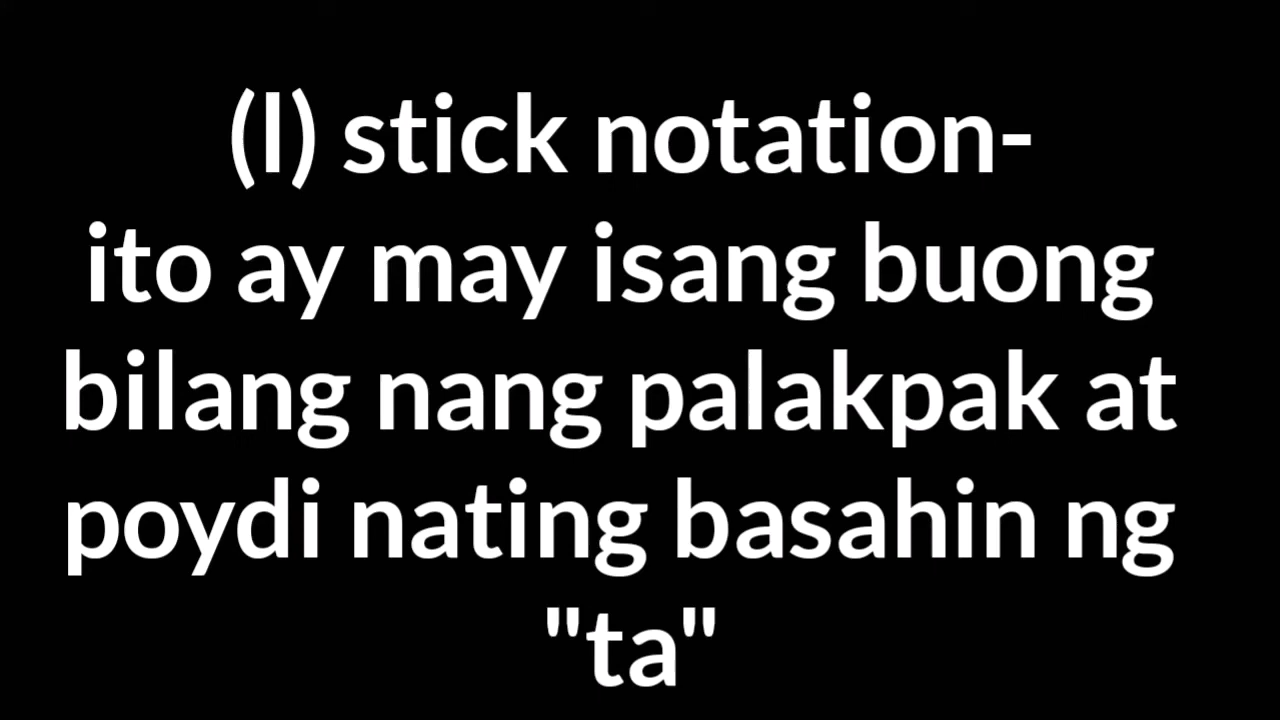 (l) stick notation-
ito ay may isang buong
bilang nang palakpak at
poydi nating basahin ng
"ta"